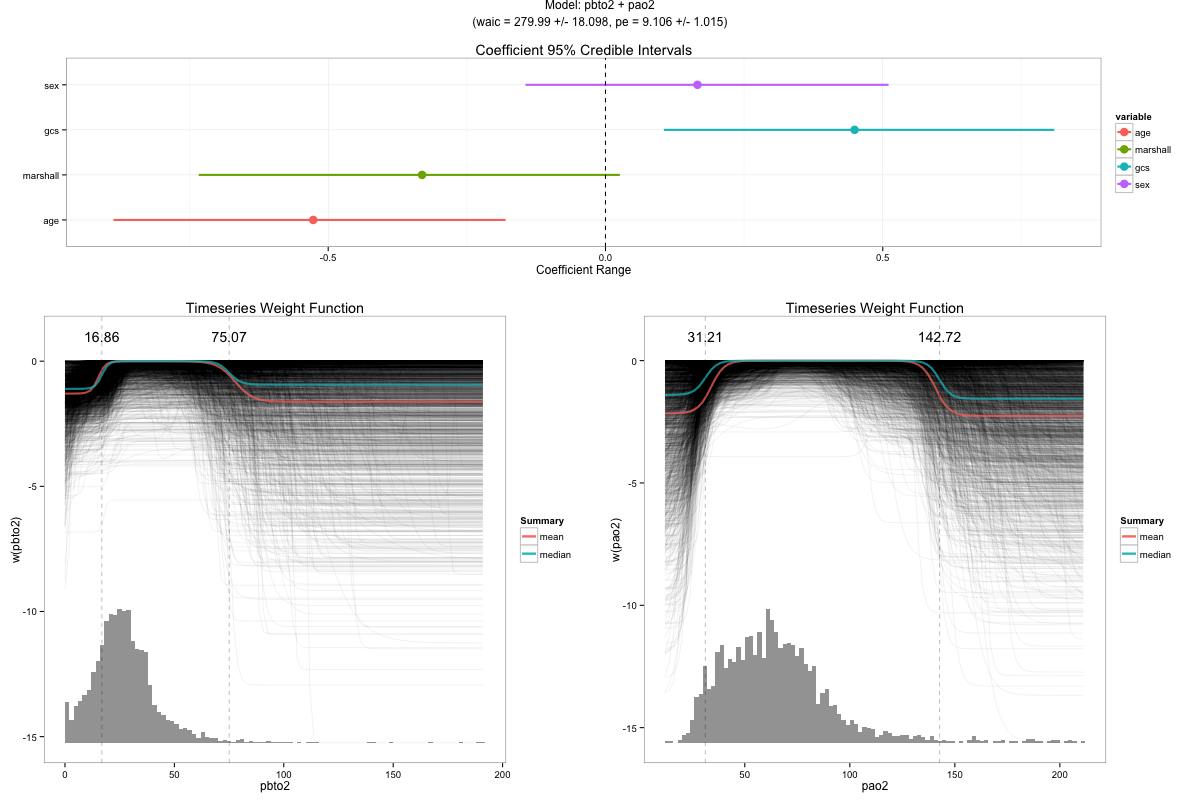 Model: pbto2 + pao2
(waic = 279.99 +/- 18.098, pe = 9.106 +/- 1.015)
Coefficient 95% Credible Intervals
sex
gcs
marshall
age
-0.5
0.0
0.5
Coefficient Range
variable
age
marshall
gcs
sex
Timeseries Weight Function
16.86
75.07
0
-5
-10
-15
w(pbto2)
0
50
100
150
200
pbto2
Summary
mean
median
Timeseries Weight Function
31.21
142.72
0
-5
-10
-15
w(pao2)
50
100
150
200
pao2
Summary
mean
median